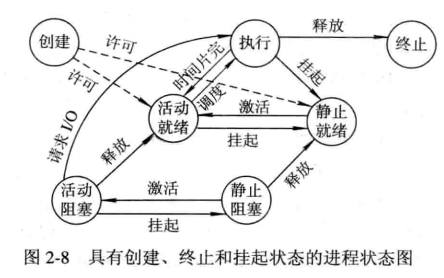 创建
许可
执行
释放
终止
许可
时间片完
调度
挂起
请求 I/O
活动
就绪
激活
挂起
静止
就绪
释放
释放
活动
阻塞
激活
挂起
静止
阻塞
图 2-8 具有创建、终止和挂起状态的进程状态图